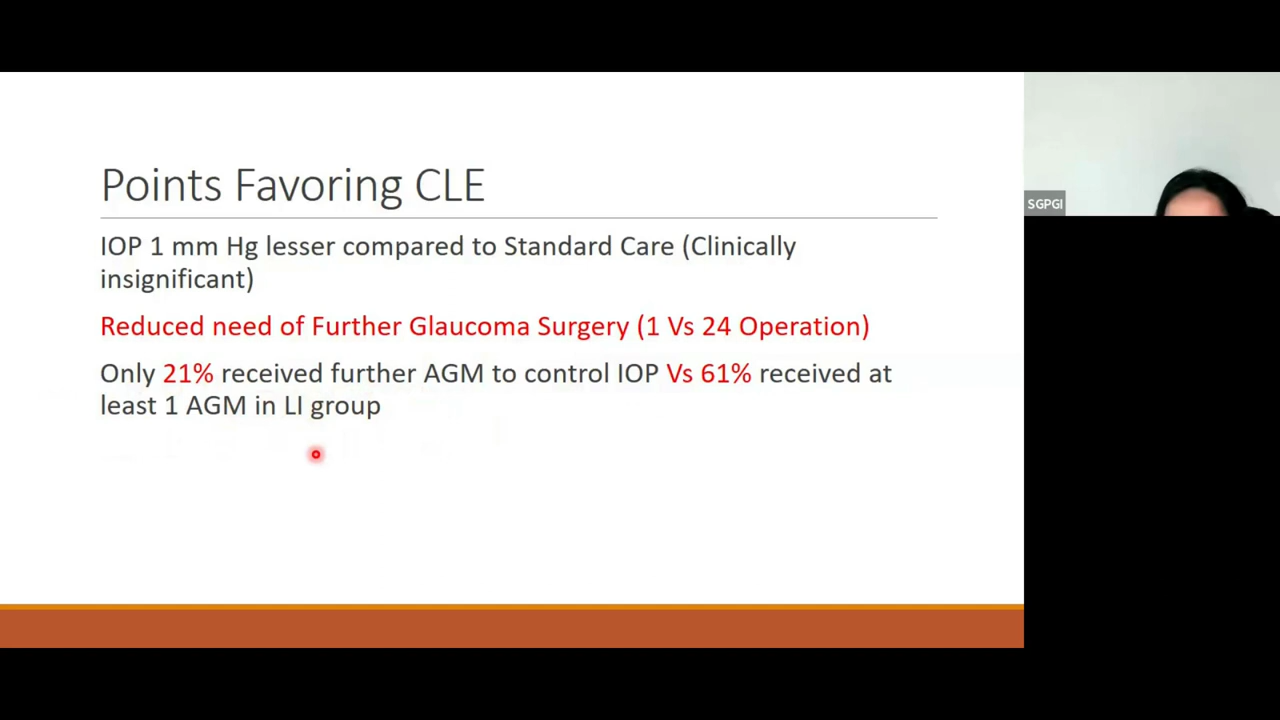 Points Favoring CLE
IOP 1 mm Hg lesser compared to Standard Care (Clinically
insignificant)
Reduced need of Further Glaucoma Surgery (1 Vs 24 Operation)
Only 21% received further AGM to control IOP Vs 61% received at
least 1 AGM in LI group
SGPGI